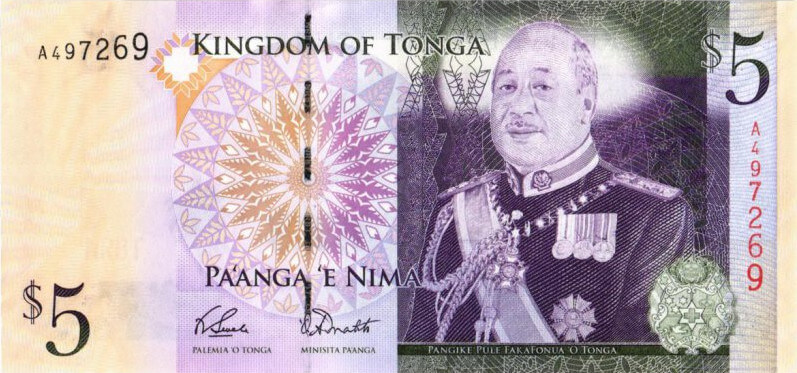 A497269
KINGDOM OF TONGA
$5
A497269
PA'ANGA 'E NIMA
$5
PALEMIA 'O TONGA
MINISITA PA'ANGA
PANGIKE PULE FAKAFONUA 'O TONGA